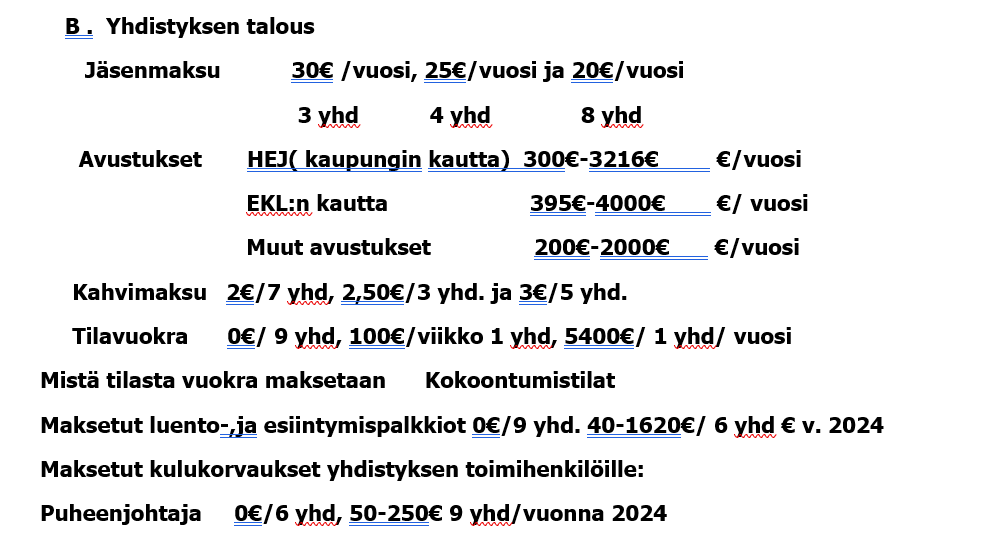 B . Yhdistyksen talous
Jäsenmaksu 30€ /vuosi, 25€/vuosi ja 20€/vuosi
3 yhd 4 yhd 8 yhd
Avustukset HEJ( kaupungin kautta) 300€-3216€ €/vuosi
EKL:n kautta 395€-4000€ €/ vuosi
Muut avustukset 200€-2000€ €/vuosi
Kahvimaksu 2€/7 yhd, 2,50€/3 yhd. ja 3€/5 yhd.
Tilavuokra 0€/ 9 yhd, 100€/viikko 1 yhd, 5400€/ 1 yhd/ vuosi
Mistä tilasta vuokra maksetaan Kokoontumistilat
Maksetut luento-,ja esiintymispalkkiot 0€/9 yhd. 40-1620€/ 6 yhd € v. 2024
Maksetut kulukorvaukset yhdistyksen toimihenkilöille:
Puheenjohtaja 0€/6 yhd, 50-250€ 9 yhd/vuonna 2024